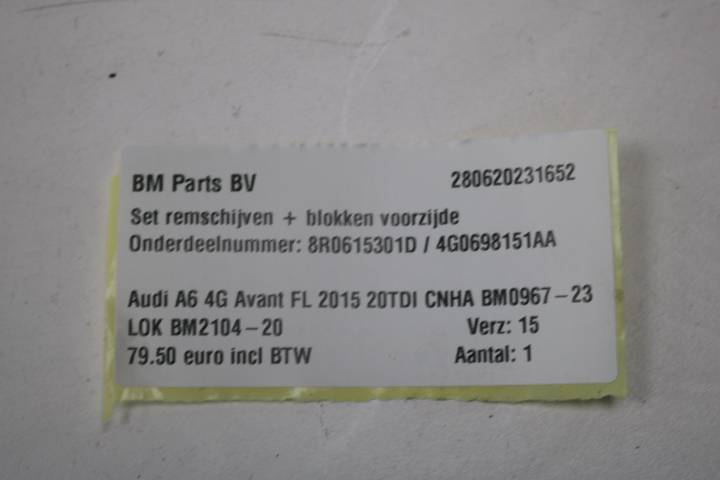 BM Parts BV 280620231652
Set remschijven + blokken voorzijde
Onderdeelnummer: 8R0615301D / 4G0698151AA
Audi A6 4G Avant FL 2015 20TDI CNHA BM0967-23
LOK BM2104-20 Verz: 15
79.50 euro incl BTW Aantal: 1